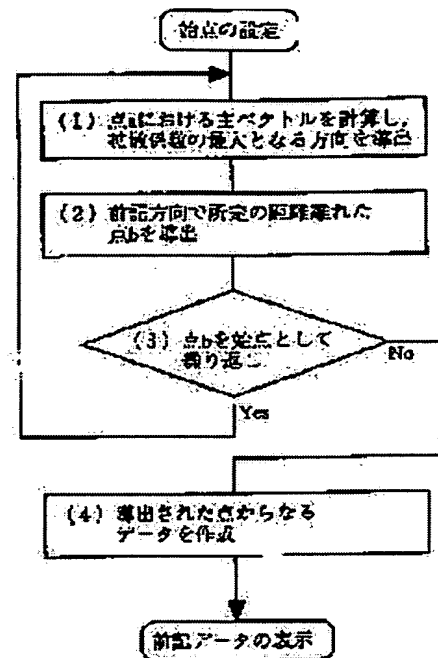 始点の設定
(1) 点aにおける主ベクトルを計算し、
拡散係数の最大となる方向を導出
(2) 前記方向で所定の距離離れた
点bを導出
(3) 点bを始点として
繰り返し
No
Yes
(4) 導出された点からなる
データを作成
前記データの表示